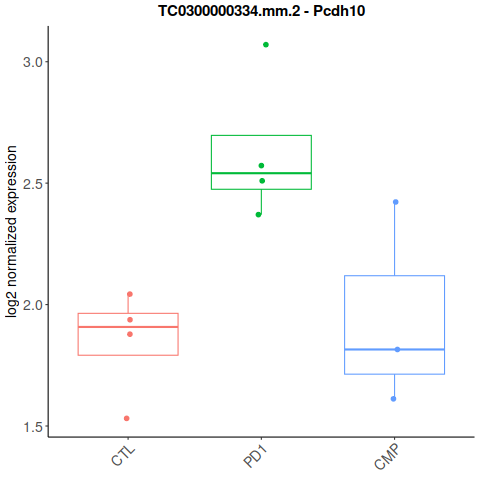 TC0300000334.mm.2 - Pcdh10
log2 normalized expression
3.0
2.5
2.0
1.5
CTL
PD1
CMP